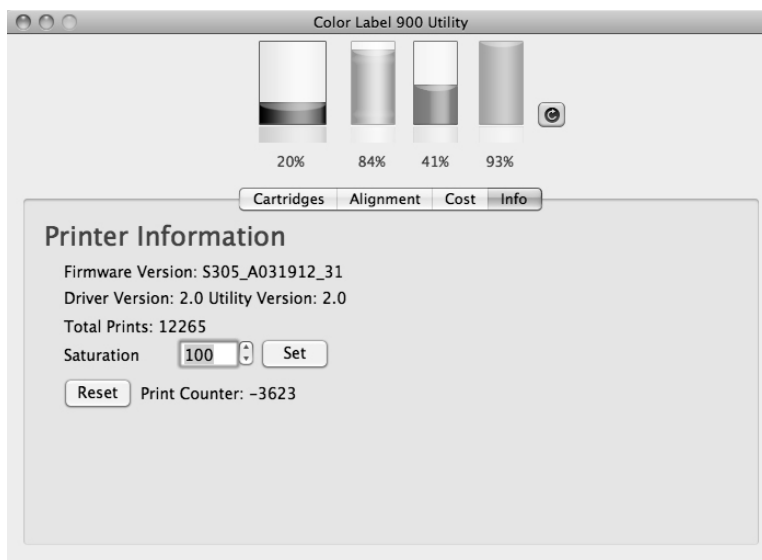 Color Label 900 Utility
20% 84% 41% 93%
Cartridges Alignment Cost Info
Printer Information
Firmware Version: S305_A031912_31
Driver Version: 2.0 Utility Version: 2.0
Total Prints: 12265
Saturation 100 Set
Reset Print Counter: -3623